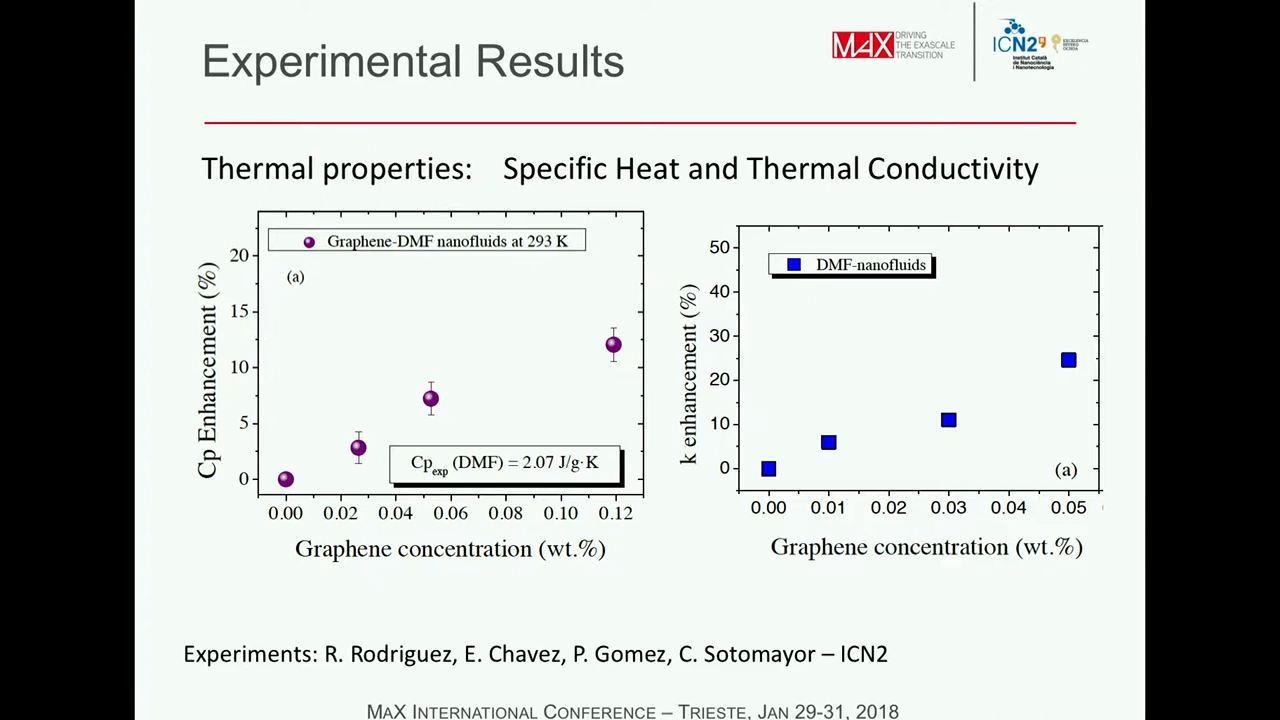 Experimental Results
MAX DRIVING
THE EXASCALE
TRANSITION
ICN2
EXCELENCIA
SEVERO
OCHOA
Institut Català
de Nanociència
i Nanotecnologia
Thermal properties: Specific Heat and Thermal Conductivity
Graphene-DMF nanofluids at 293 K
(a)
Cp Enhancement (%)
20
15
10
5
0
Cpexp (DMF) = 2.07 J/g·K
0.00 0.02 0.04 0.06 0.08 0.10 0.12
Graphene concentration (wt.%)
DMF-nanofluids
k enhancement (%)
50
40
30
20
10
0
(a)
0.00 0.01 0.02 0.03 0.04 0.05
Graphene concentration (wt.%)
Experiments: R. Rodriguez, E. Chavez, P. Gomez, C. Sotomayor – ICN2
MAX INTERNATIONAL CONFERENCE – TRIESTE, JAN 29-31, 2018